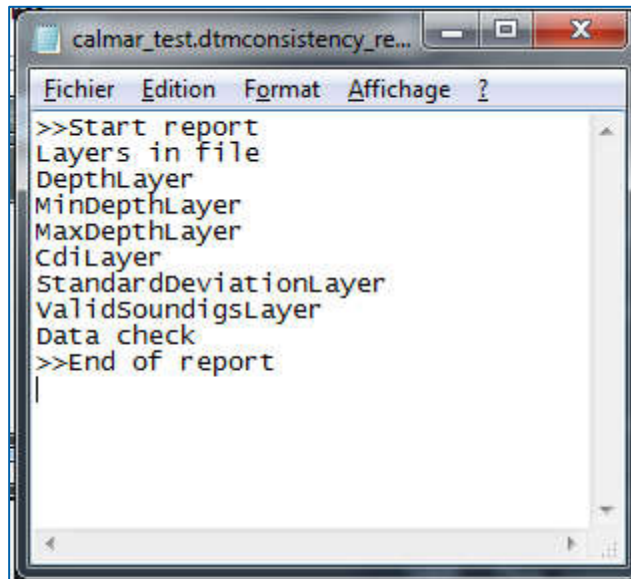 calmar_test.dtmconsistency_re...
Fichier Edition Format Affichage ?
>>Start report
Layers in file
DepthLayer
MinDepthLayer
MaxDepthLayer
CdiLayer
StandardDeviationLayer
ValidSoundigsLayer
Data check
>>End of report